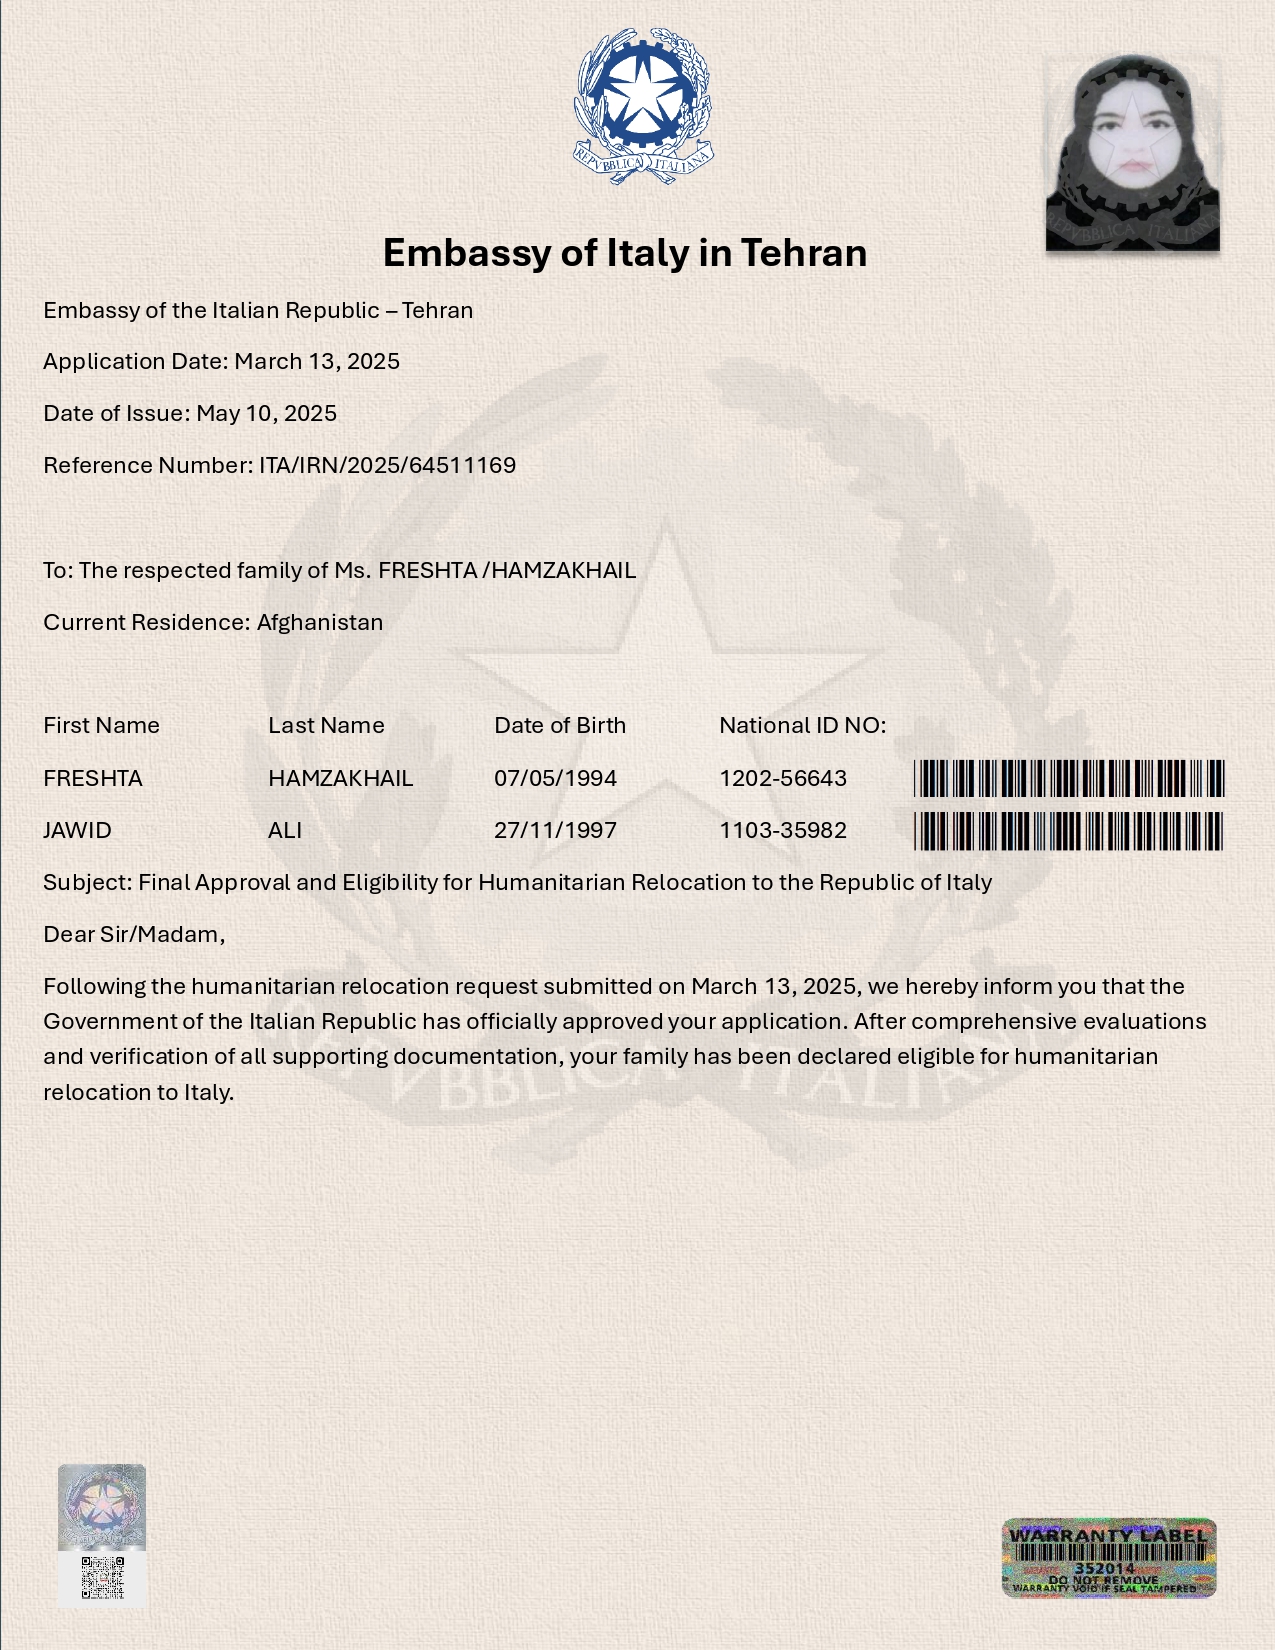 REPVBBLICA ITALIANA
REPVBBLICA ITALIANA
Embassy of Italy in Tehran
Embassy of the Italian Republic – Tehran
Application Date: March 13, 2025
Date of Issue: May 10, 2025
Reference Number: ITA/IRN/2025/64511169
To: The respected family of Ms. FRESHTA /HAMZAKHAIL
Current Residence: Afghanistan
First Name Last Name Date of Birth National ID NO:
FRESHTA HAMZAKHAIL 07/05/1994 1202-56643
JAWID ALI 27/11/1997 1103-35982
Subject: Final Approval and Eligibility for Humanitarian Relocation to the Republic of Italy
Dear Sir/Madam,
Following the humanitarian relocation request submitted on March 13, 2025, we hereby inform you that the
Government of the Italian Republic has officially approved your application. After comprehensive evaluations
and verification of all supporting documentation, your family has been declared eligible for humanitarian
relocation to Italy.
REPVBBLICA ITALIANA
WARRANTY LABEL
352014
DO NOT REMOVE
WARRANTY VOID IF SEAL TAMPERED